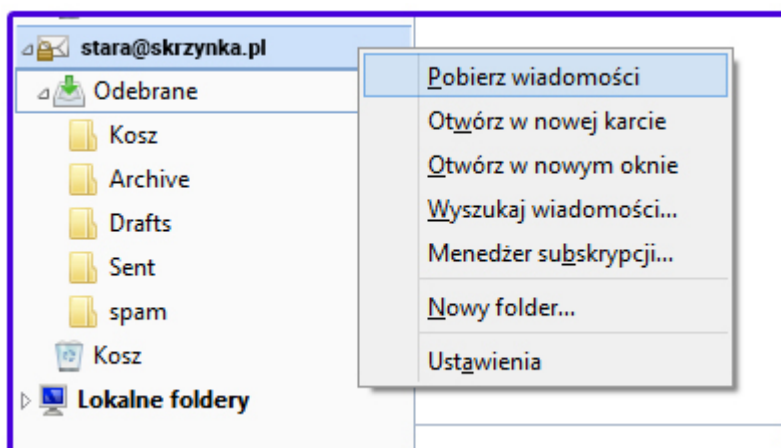 stara@skrzynka.pl
Odebrane
Kosz
Archive
Drafts
Sent
spam
Kosz
Lokalne foldery
Pobierz wiadomości
Otwórz w nowej karcie
Otwórz w nowym oknie
Wyszukaj wiadomości...
Menedżer subskrypcji...
Nowy folder...
Ustawienia